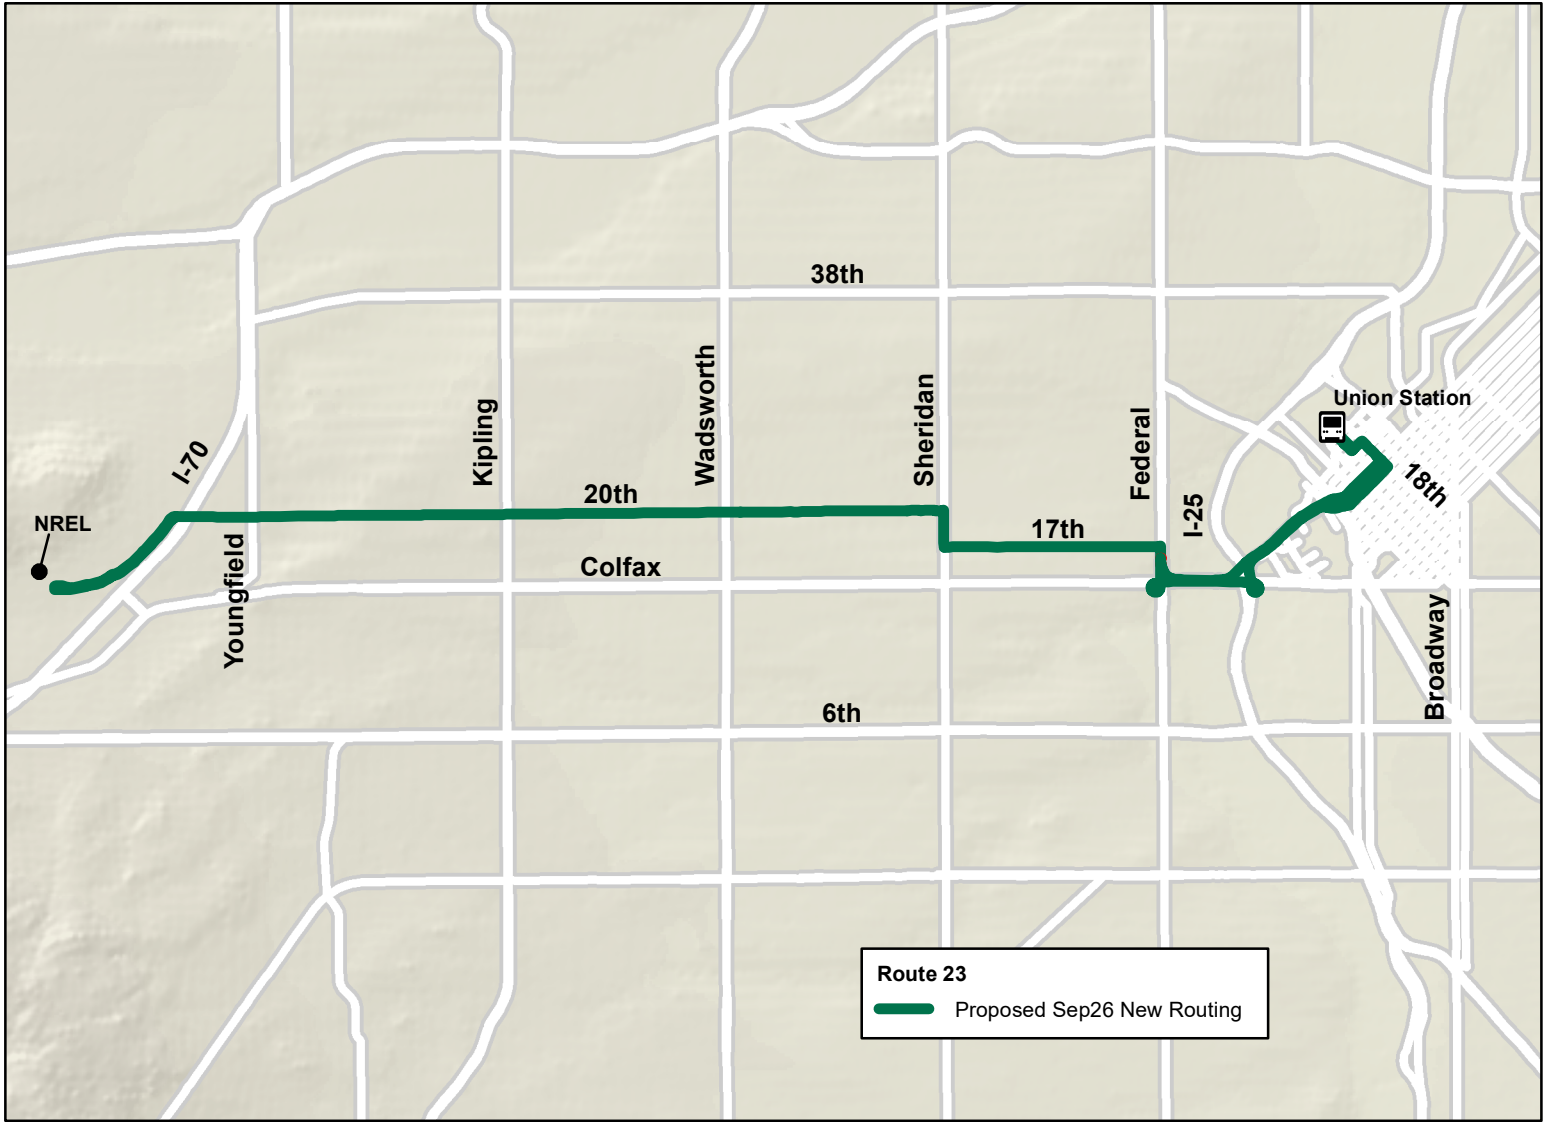 38th
Wadsworth
Sheridan
Union Station
Kipling
Federal
I-70
18th
20th
I-25
NREL
17th
Youngfield
Colfax
Broadway
6th
Route 23
Proposed Sep26 New Routing